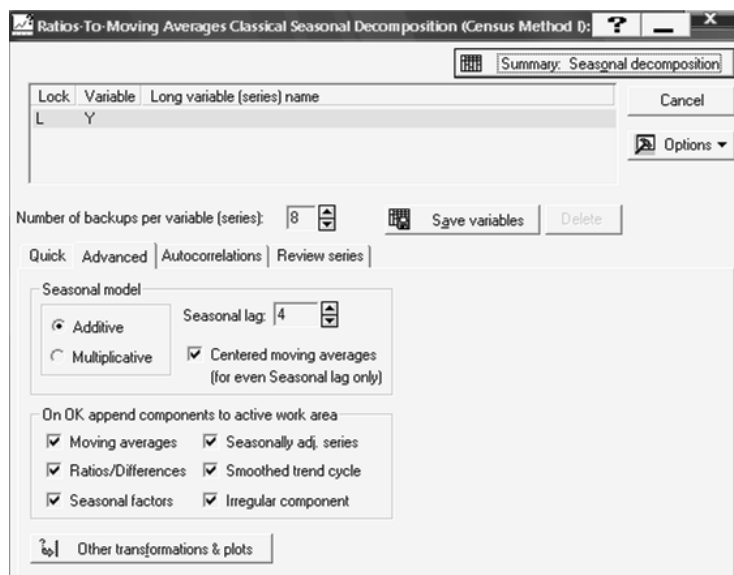 Ratios-To-Moving Averages Classical Seasonal Decomposition (Census Method I):
Summary: Seasonal decomposition
Lock Variable Long variable (series) name
L Y
Cancel
Options
Number of backups per variable (series): 8 Save variables Delete
Quick Advanced Autocorrelations Review series
Seasonal model
Additive
Seasonal lag: 4
Multiplicative
Centered moving averages
(for even Seasonal lag only)
On OK append components to active work area
Moving averages Seasonally adj. series
Ratios/Differences Smoothed trend cycle
Seasonal factors Irregular component
Other transformations & plots